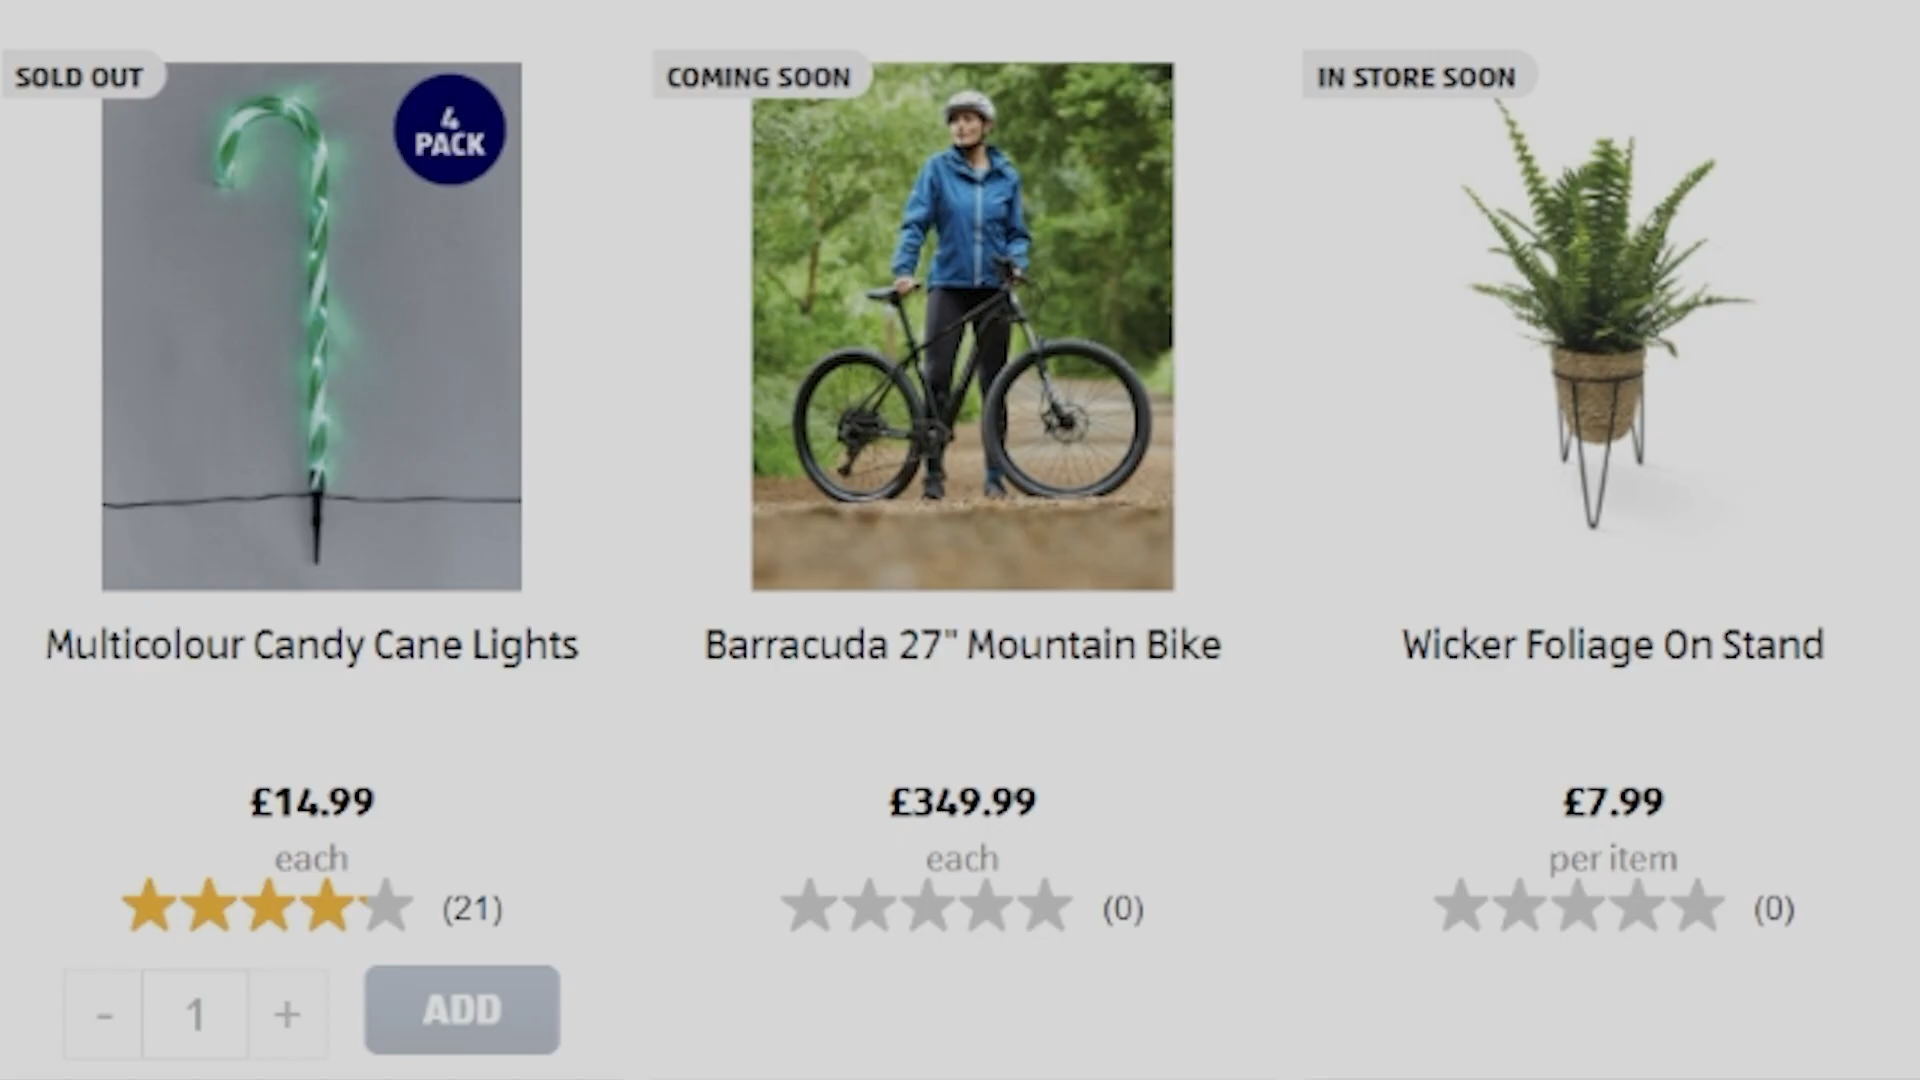 SOLD OUT
4
PACK
Multicolour Candy Cane Lights
£14.99
each
(21)
- 1 +
ADD
COMING SOON
Barracuda 27" Mountain Bike
£349.99
each
(0)
IN STORE SOON
Wicker Foliage On Stand
£7.99
per item
(0)